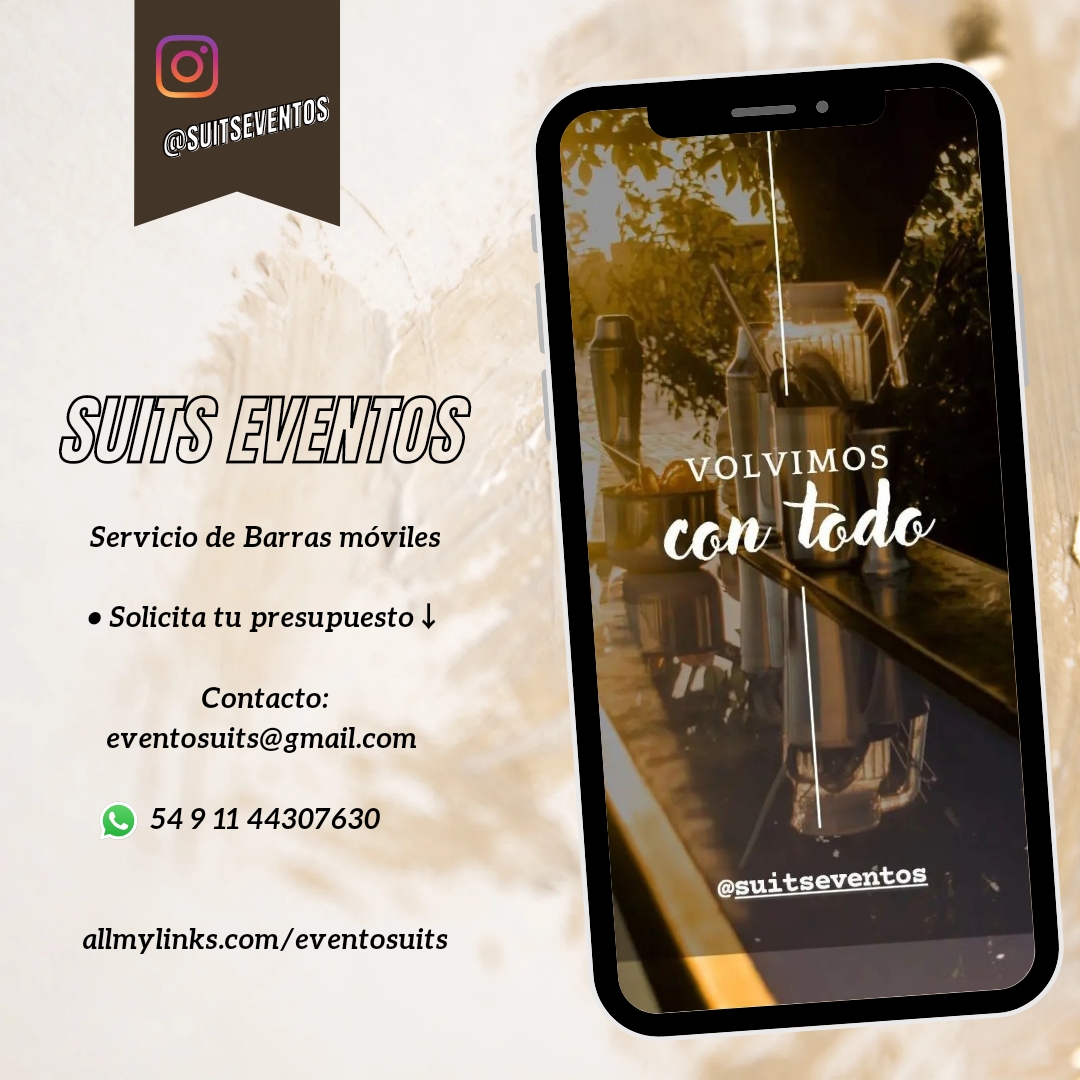 @SUITSEVENTOS
SUITS EVENTOS
Servicio de Barras móviles
• Solicita tu presupuesto ↓
Contacto:
eventosuits@gmail.com
54 9 11 44307630
allmylinks.com/eventosuits
VOLVIMOS
con todo
@suitseventos